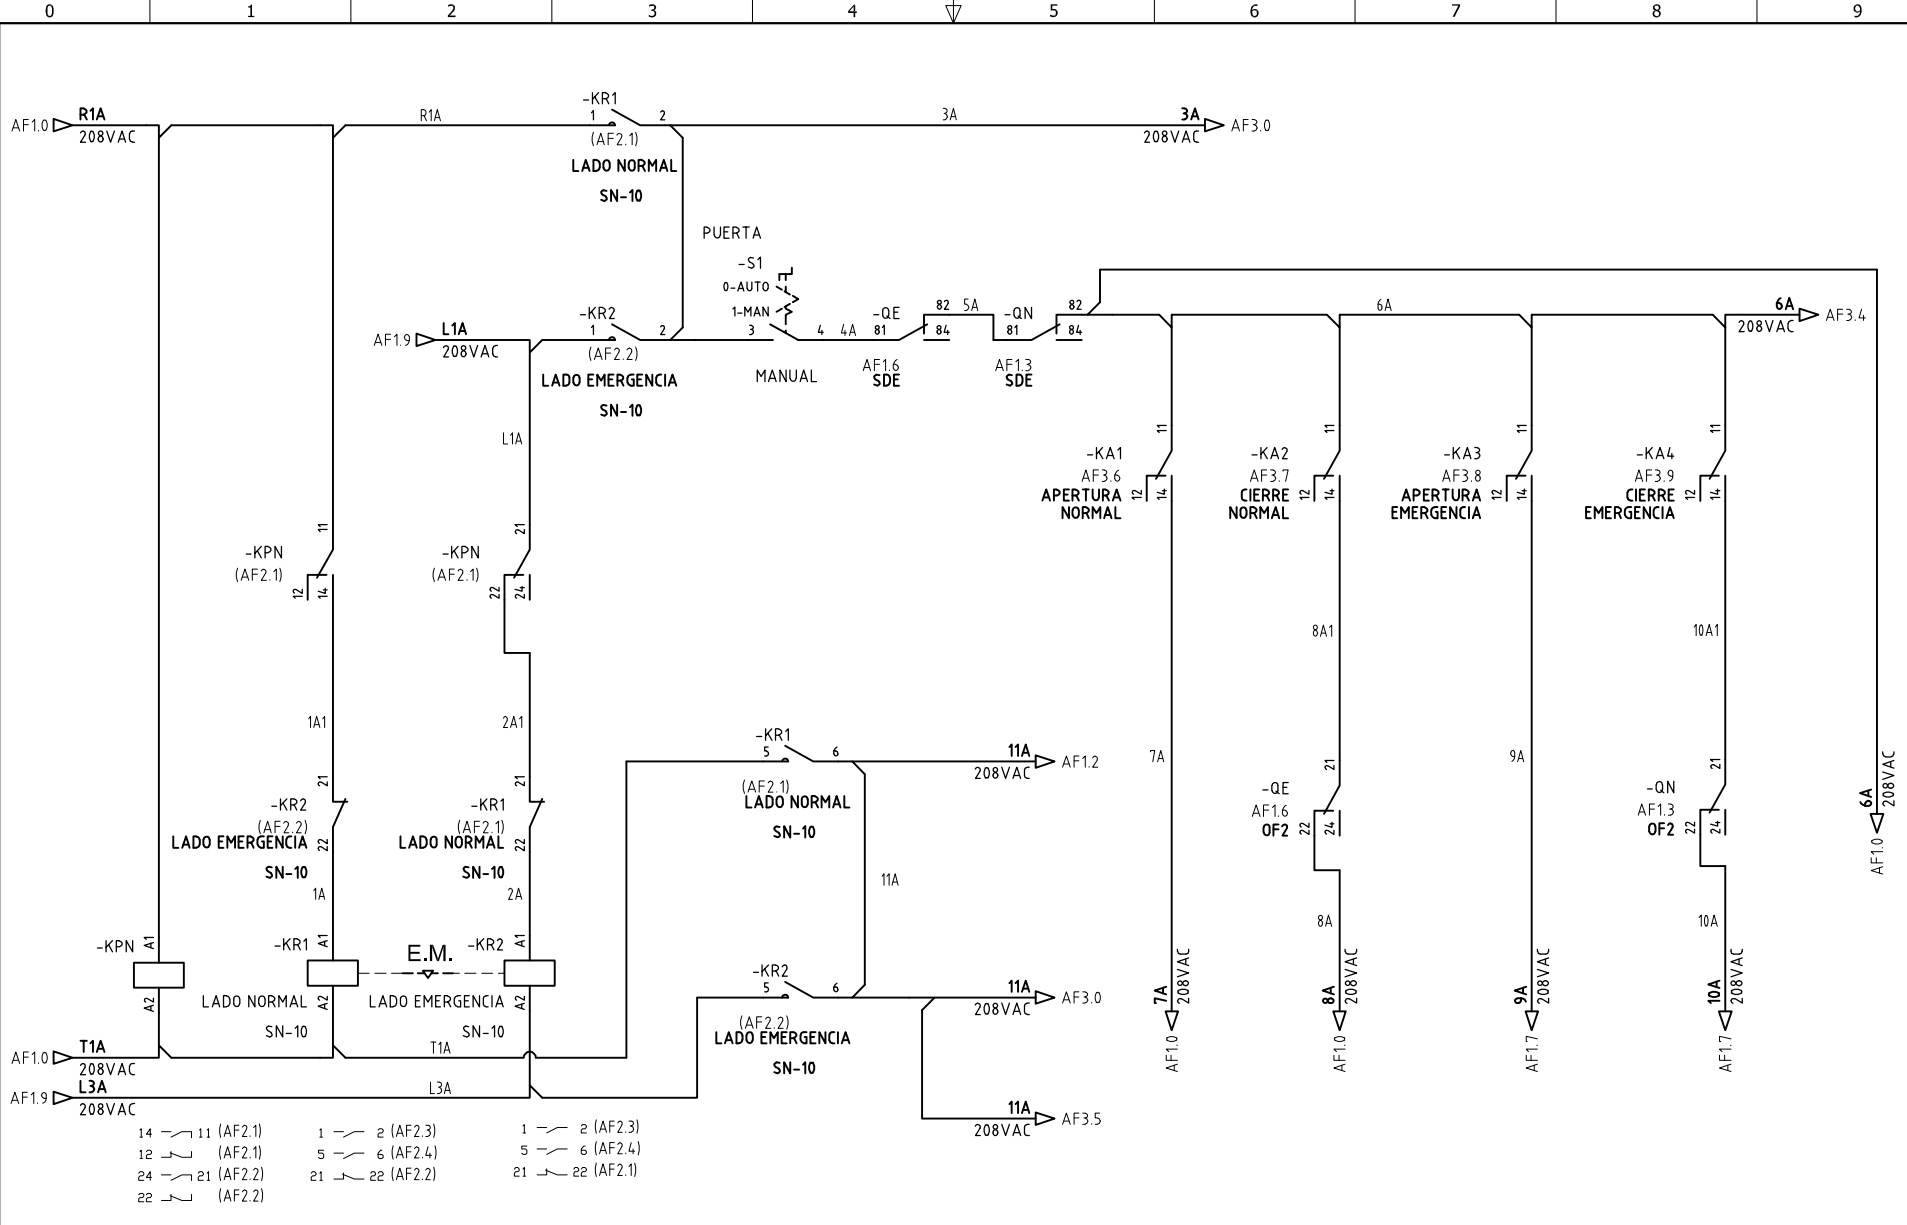 0 1 2 3 4 5 6 7 8 9
AF1.0 R1A 208VAC
R1A
-KR1
1 2
(AF2.1)
LADO NORMAL
SN-10
3A
3A
208VAC
AF3.0
PUERTA
-S1
0-AUTO
1-MAN
3 4
MANUAL
AF1.9 L1A 208VAC
-KR2
1 2
(AF2.2)
LADO EMERGENCIA
SN-10
4A
-QE
81 82 84
AF1.6
SDE
5A
-QN
81 82 84
AF1.3
SDE
6A
6A
208VAC
AF3.4
L1A
-KA1
AF3.6
APERTURA
NORMAL
11 12 14
-KA2
AF3.7
CIERRE
NORMAL
11 12 14
-KA3
AF3.8
APERTURA
EMERGENCIA
11 12 14
-KA4
AF3.9
CIERRE
EMERGENCIA
11 12 14
-KPN
(AF2.1)
11 12 14
-KPN
(AF2.1)
21 22 24
8A1
10A1
1A1
2A1
-KR2
(AF2.2)
LADO EMERGENCIA
SN-10
21 22
-KR1
(AF2.1)
LADO NORMAL
SN-10
21 22
1A
2A
-KR1
5 6
(AF2.1)
LADO NORMAL
SN-10
11A
208VAC
AF1.2
11A
7A
9A
-QE
AF1.6
OF2
21 22 24
-QN
AF1.3
OF2
21 22 24
6A
208VAC
AF1.0
8A
10A
-KPN
A1 A2
-KR1
A1 A2
LADO NORMAL
SN-10
E.M.
-KR2
A1 A2
LADO EMERGENCIA
SN-10
-KR2
5 6
(AF2.2)
LADO EMERGENCIA
SN-10
11A
208VAC
AF3.0
7A
208VAC
AF1.0
8A
208VAC
AF1.0
9A
208VAC
AF1.7
10A
208VAC
AF1.7
AF1.0 T1A 208VAC
T1A
AF1.9 L3A 208VAC
L3A
11A
208VAC
AF3.5
14 11 (AF2.1)
12 (AF2.1)
24 21 (AF2.2)
22 (AF2.2)
1 2 (AF2.3)
5 6 (AF2.4)
21 22 (AF2.2)
1 2 (AF2.3)
5 6 (AF2.4)
21 22 (AF2.1)